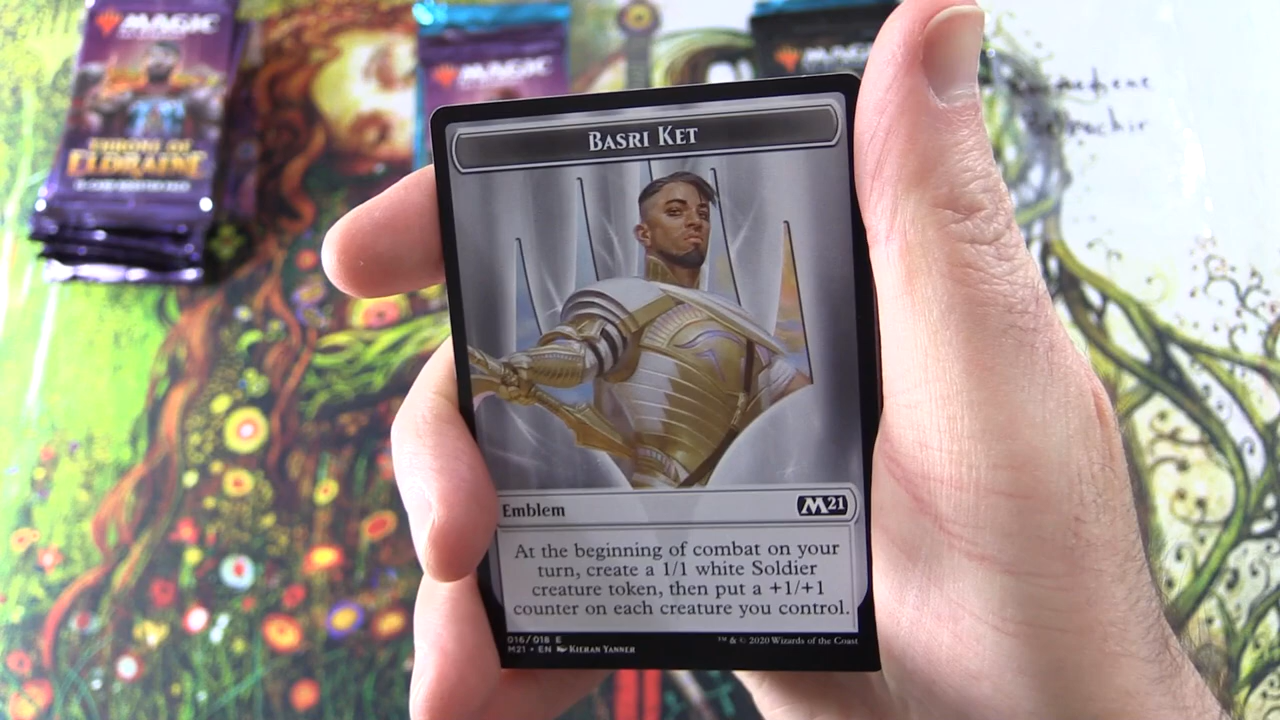 MAGIC
THRONE OF
ELDRAINE
MAGIC
MAGIC
BASRI KET
Emblem
M21
At the beginning of combat on your
turn, create a 1/1 white Soldier
creature token, then put a +1/+1
counter on each creature you control.
016/018 E
M21 • EN KIERAN YANNER
™ & © 2020 Wizards of the Coast